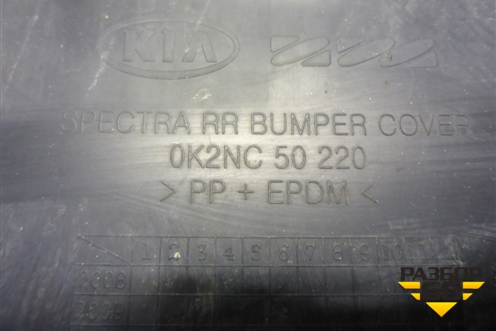 KIA
SPECTRA RR BUMPER COVER
0K2NC 50 220
> PP + EPDM <
1 2 3 4 5 6 7 8 9 10
РАЗБОР